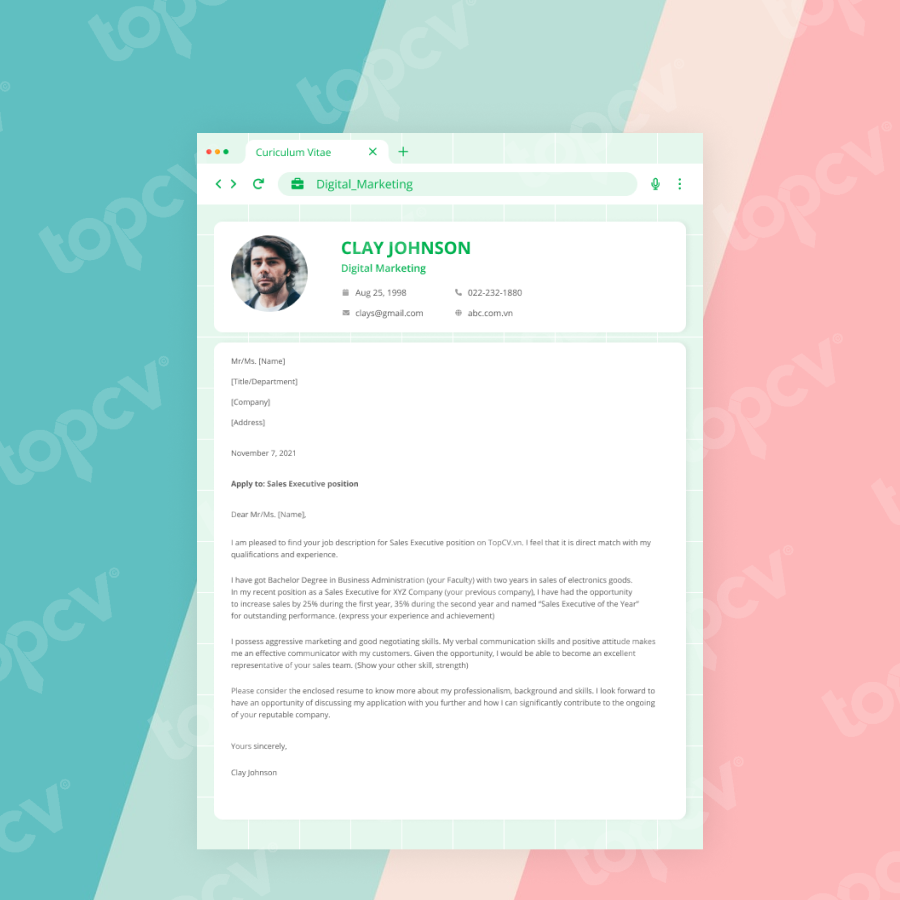 Curiculum Vitae
Digital_Marketing
CLAY JOHNSON
Digital Marketing
Aug 25, 1998
022-232-1880
clays@gmail.com
abc.com.vn
Mr/Ms. [Name]
[Title/Department]
[Company]
[Address]
November 7, 2021
Apply to: Sales Executive position
Dear Mr/Ms. [Name],
I am pleased to find your job description for Sales Executive position on TopCV.vn. I feel that it is direct match with my
qualifications and experience.
I have got Bachelor Degree in Business Administration (your Faculty) with two years in sales of electronics goods.
In my recent position as a Sales Executive for XYZ Company (your previous company), I have had the opportunity
to increase sales by 25% during the first year, 35% during the second year and named “Sales Executive of the Year”
for outstanding performance. (express your experience and achievement)
I possess aggressive marketing and good negotiating skills. My verbal communication skills and positive attitude makes
me an effective communicator with my customers. Given the opportunity, I would be able to become an excellent
representative of your sales team. (Show your other skill, strength)
Please consider the enclosed resume to know more about my professionalism, background and skills. I look forward to
have an opportunity of discussing my application with you further and how I can significantly contribute to the ongoing
of your reputable company.
Yours sincerely,
Clay Johnson
topcv
topcv
topcv
topcv
topcv
topcv
topcv